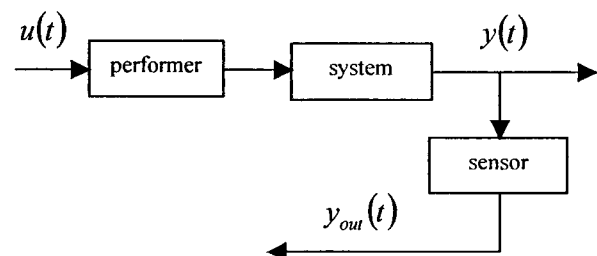 u(t)
y(t)
performer
system
sensor
y_out(t)